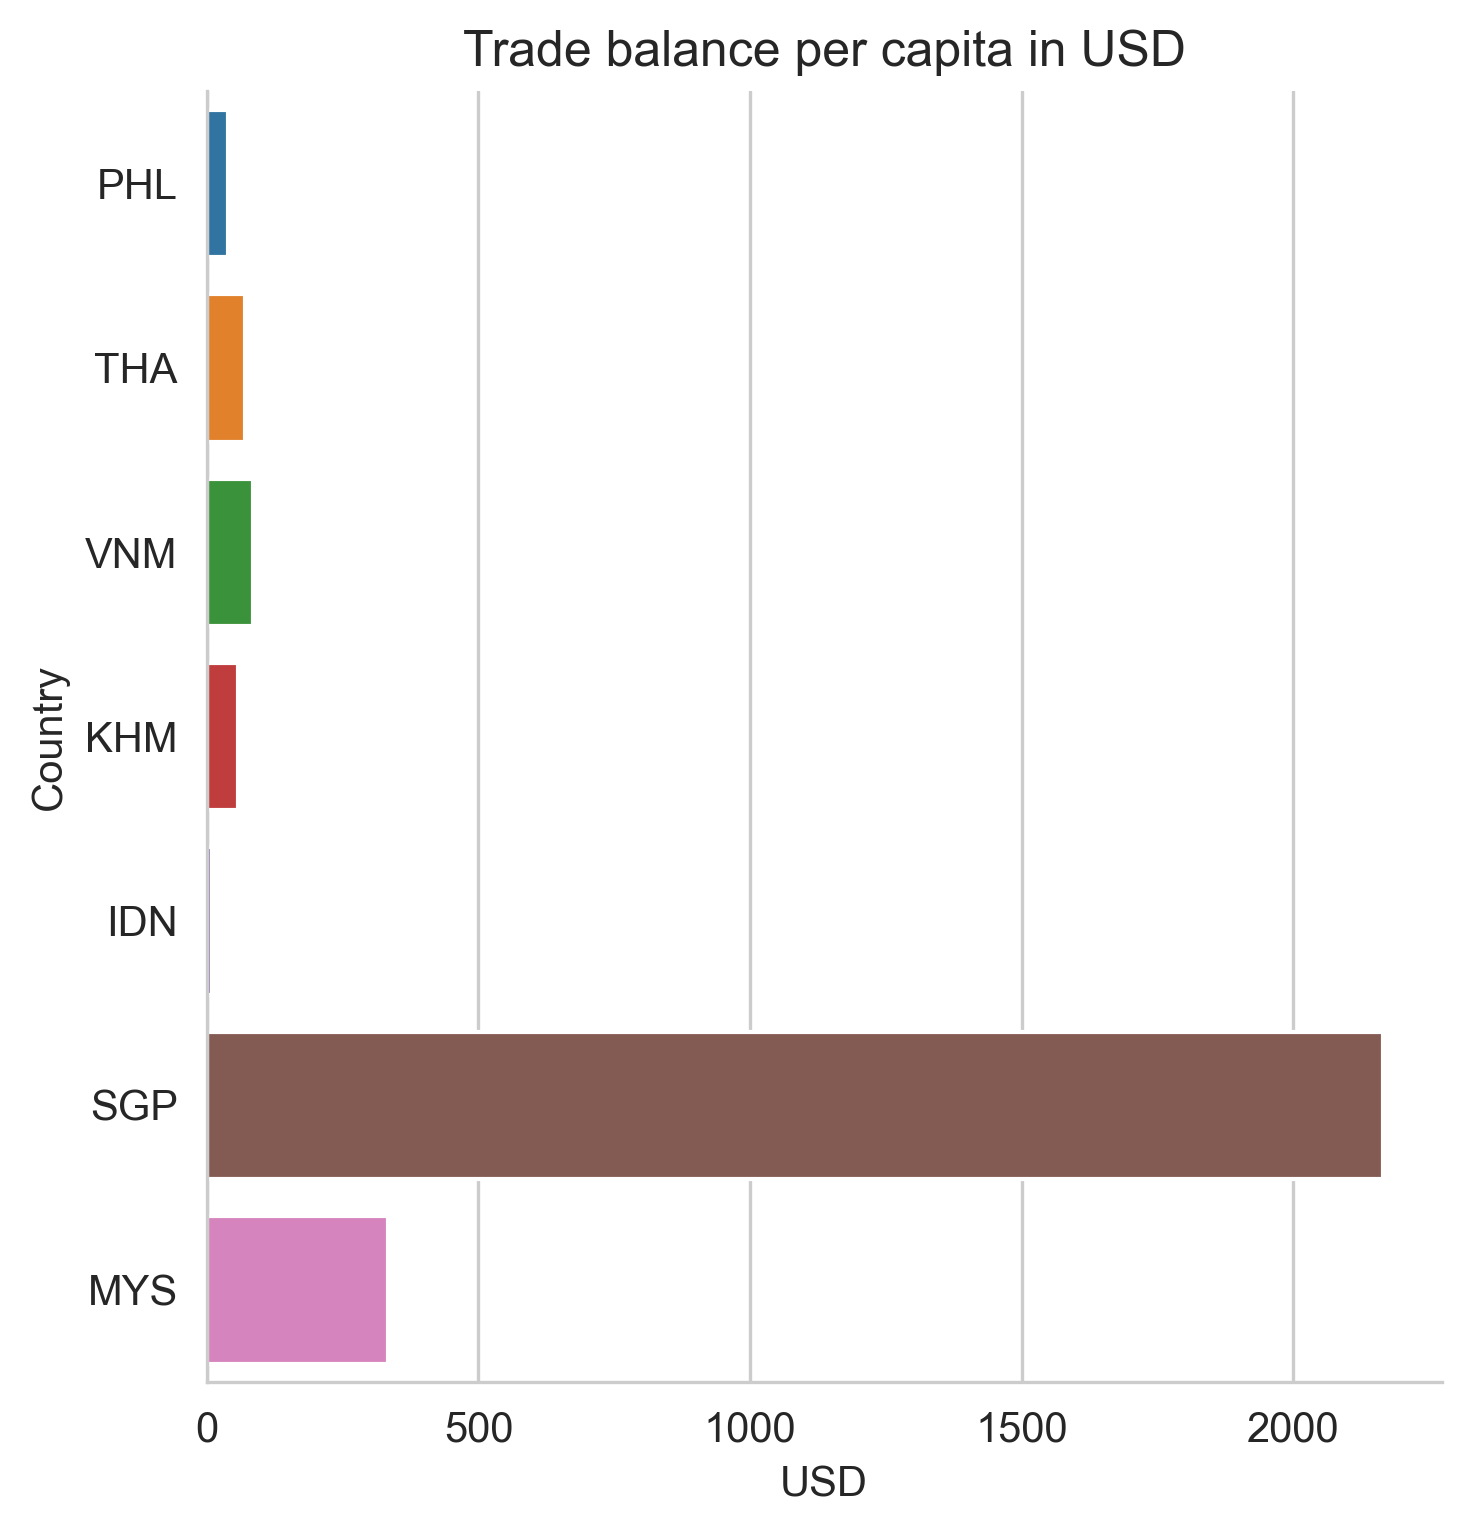 Trade balance per capita in USD
PHL
THA
VNM
KHM
IDN
SGP
MYS
Country
0 500 1000 1500 2000
USD